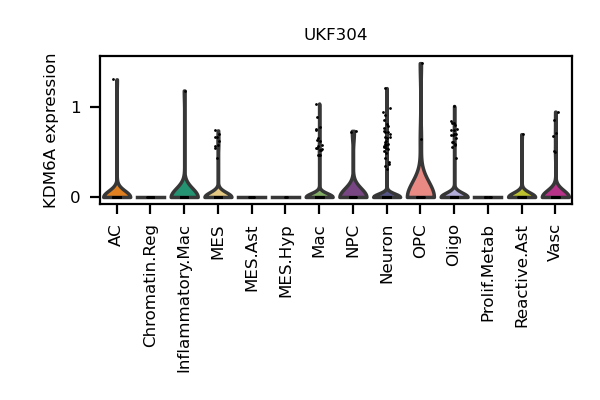 UKF304
KDM6A expression
1
0
AC
Chromatin.Reg
Inflammatory.Mac
MES
MES.Ast
MES.Hyp
Mac
NPC
Neuron
OPC
Oligo
Prolif.Metab
Reactive.Ast
Vasc